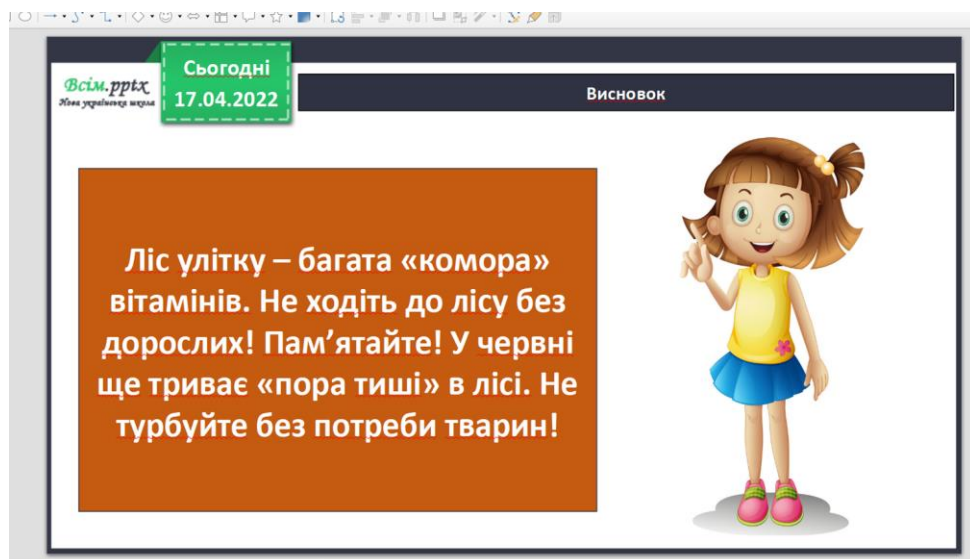 Всім.pptx
Нова українська школа
Сьогодні
17.04.2022
Висновок
Ліс улітку – багата «комора»
вітамінів. Не ходіть до лісу без
дорослих! Пам’ятайте! У червні
ще триває «пора тиші» в лісі. Не
турбуйте без потреби тварин!